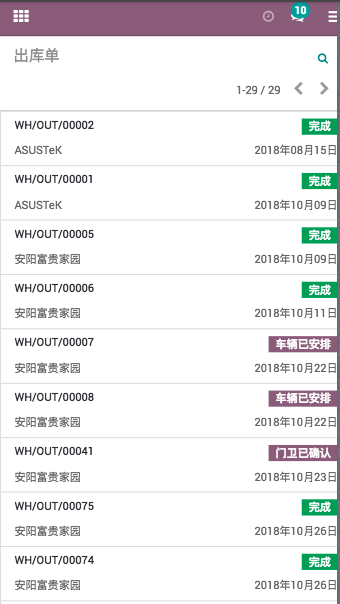 10
出库单
1-29 / 29
WH/OUT/00002 完成
ASUSTeK 2018年08月15日
WH/OUT/00001 完成
ASUSTeK 2018年10月09日
WH/OUT/00005 完成
安阳富贵家园 2018年10月09日
WH/OUT/00006 完成
安阳富贵家园 2018年10月11日
WH/OUT/00007 车辆已安排
安阳富贵家园 2018年10月22日
WH/OUT/00008 车辆已安排
安阳富贵家园 2018年10月22日
WH/OUT/00041 门卫已确认
安阳富贵家园 2018年10月23日
WH/OUT/00075 完成
安阳富贵家园 2018年10月26日
WH/OUT/00074 完成
安阳富贵家园 2018年10月26日